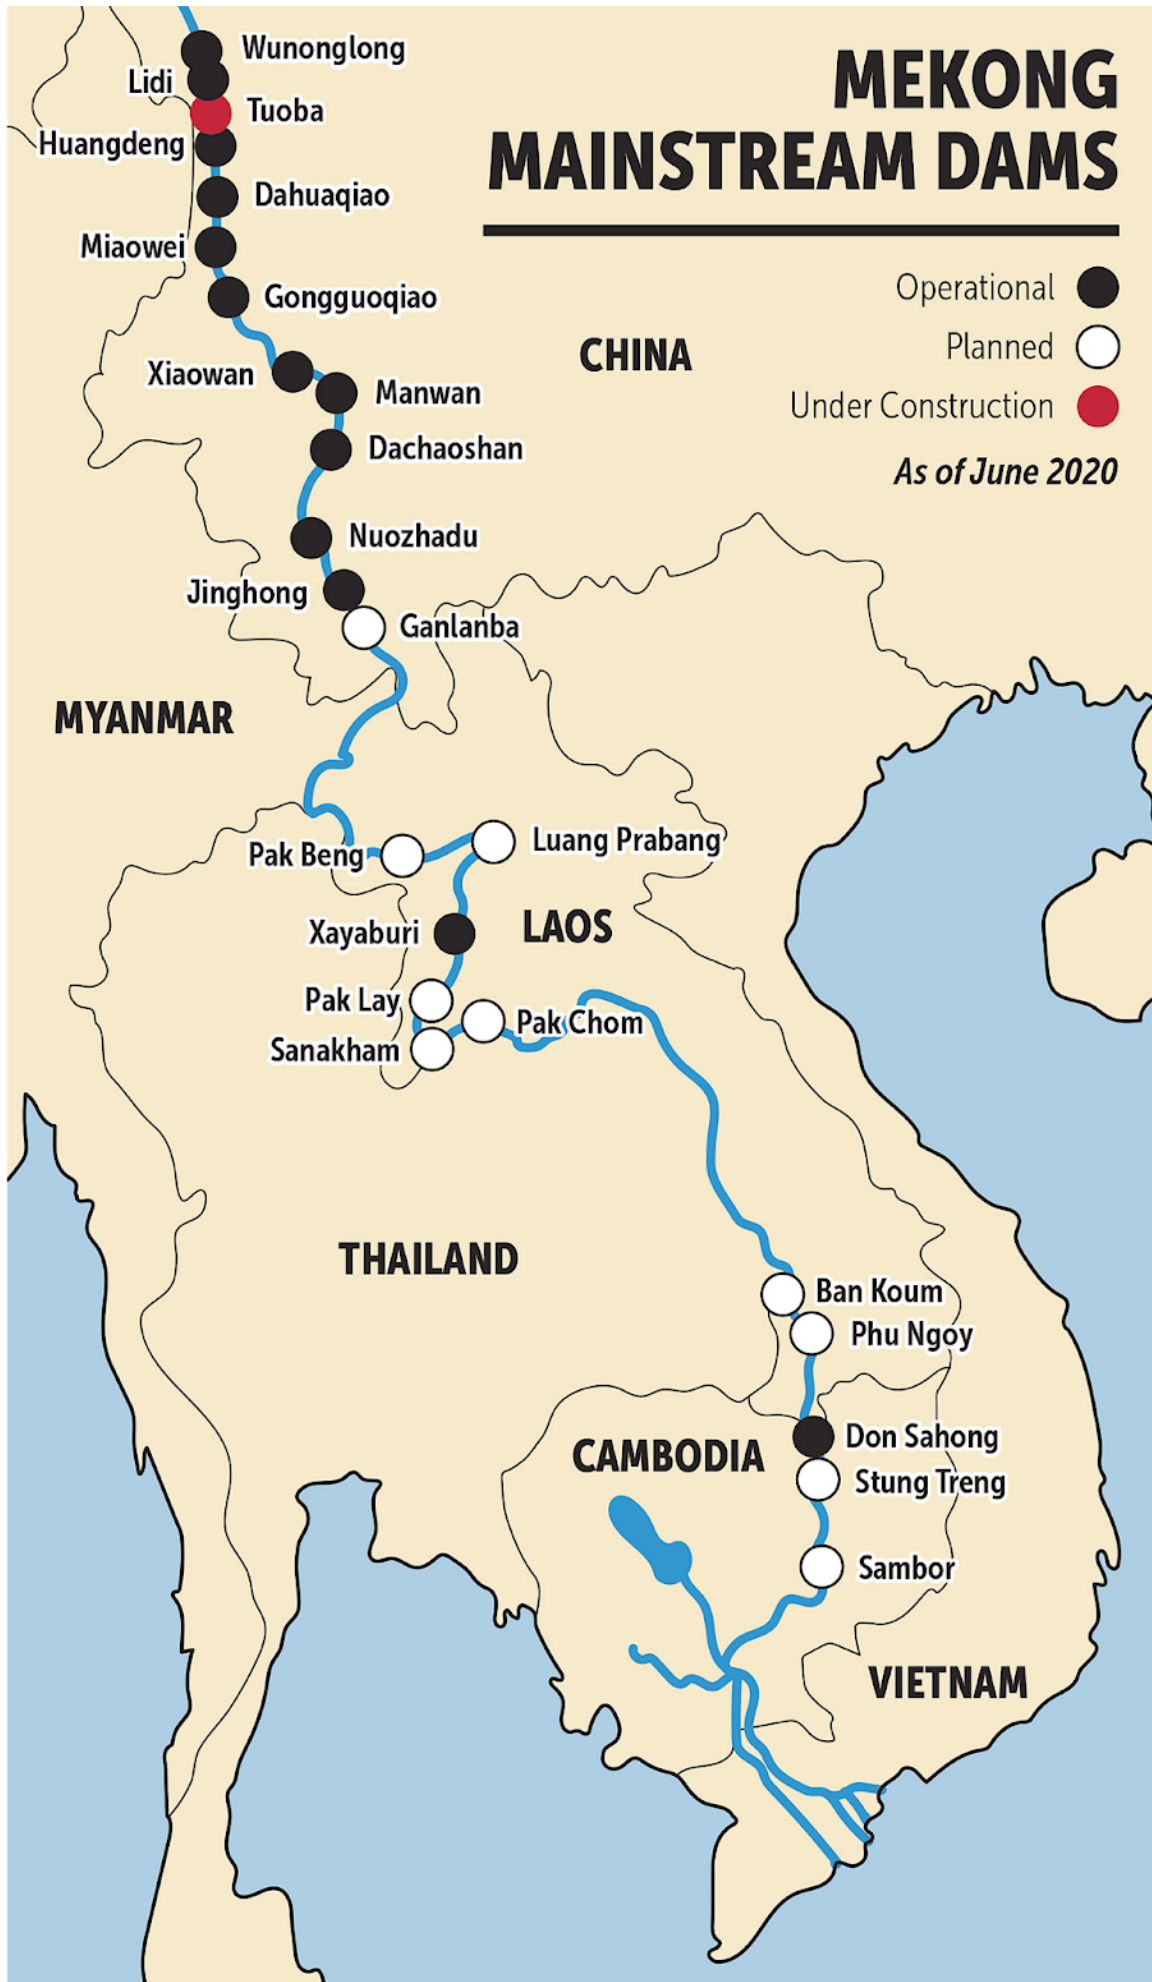 MEKONG
MAINSTREAM DAMS
Operational
Planned
Under Construction
As of June 2020
Wunonglong
Lidi
Tuoba
Huangdeng
Dahuaqiao
Miaowei
Gongguoqiao
CHINA
Xiaowan
Manwan
Dachaoshan
Nuozhadu
Jinghong
Ganlanba
MYANMAR
Luang Prabang
Pak Beng
LAOS
Xayaburi
Pak Lay
Pak Chom
Sanakham
THAILAND
Ban Koum
Phu Ngoy
Don Sahong
CAMBODIA
Stung Treng
Sambor
VIETNAM